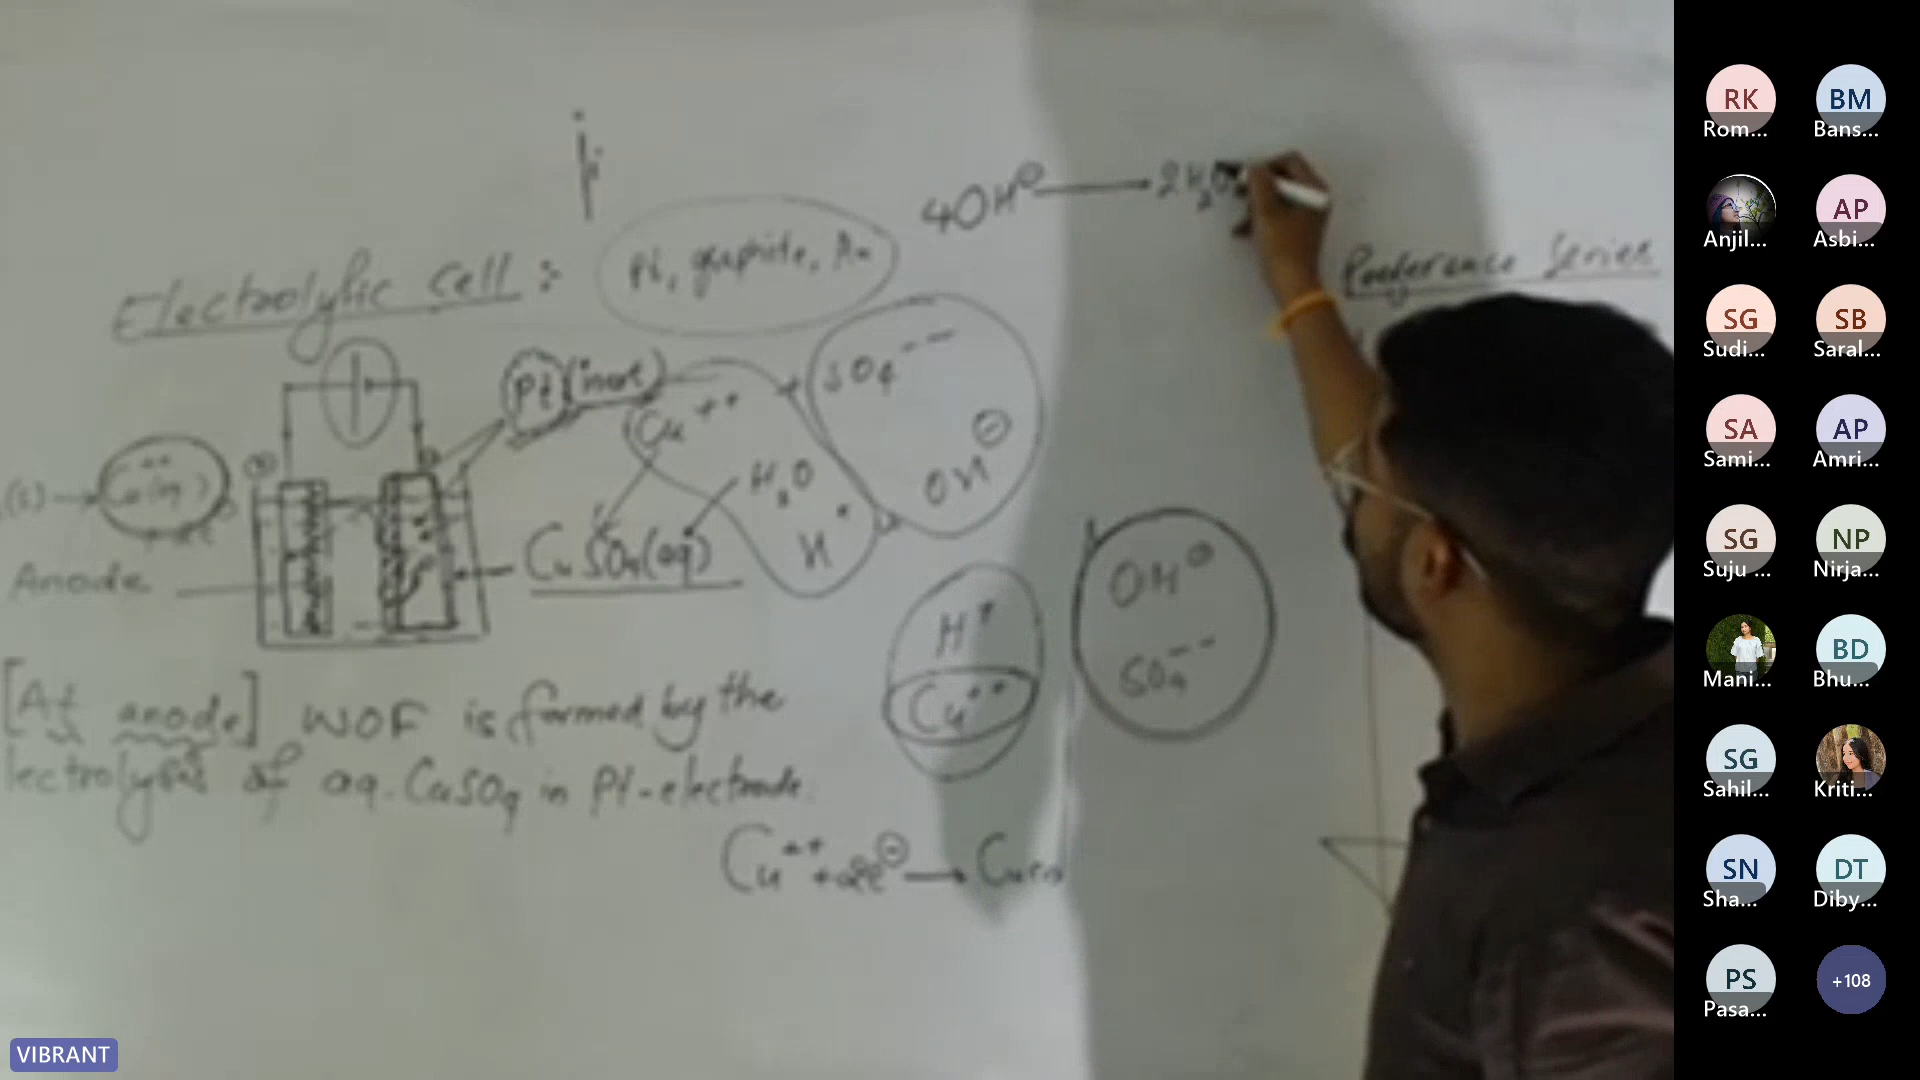 4OH⊖ → 2H₂O
Preference Series
Electrolytic Cell :-
Pt, graphite, Au
Pt (inert)
SO₄⁻⁻
Cu⁺⁺
OH⊖
H₂O
H⁺
(s) →
CuSO₄(aq)
Anode
OH⊖
H⁺
SO₄⁻⁻
Cu⁺⁺
[At anode] WOF is formed by the
lectrolysis of aq. CuSO₄ in Pt-electrode.
Cu⁺⁺ + 2e⊖ → Cu(s)
RK
Rom...
BM
Bans...
Anjil...
AP
Asbi...
SG
Sudi...
SB
Saral...
SA
Sami...
AP
Amri...
SG
Suju ...
NP
Nirja...
Mani...
BD
Bhu...
SG
Sahil...
Kriti...
SN
Sha...
DT
Diby...
PS
Pasa...
+108
VIBRANT